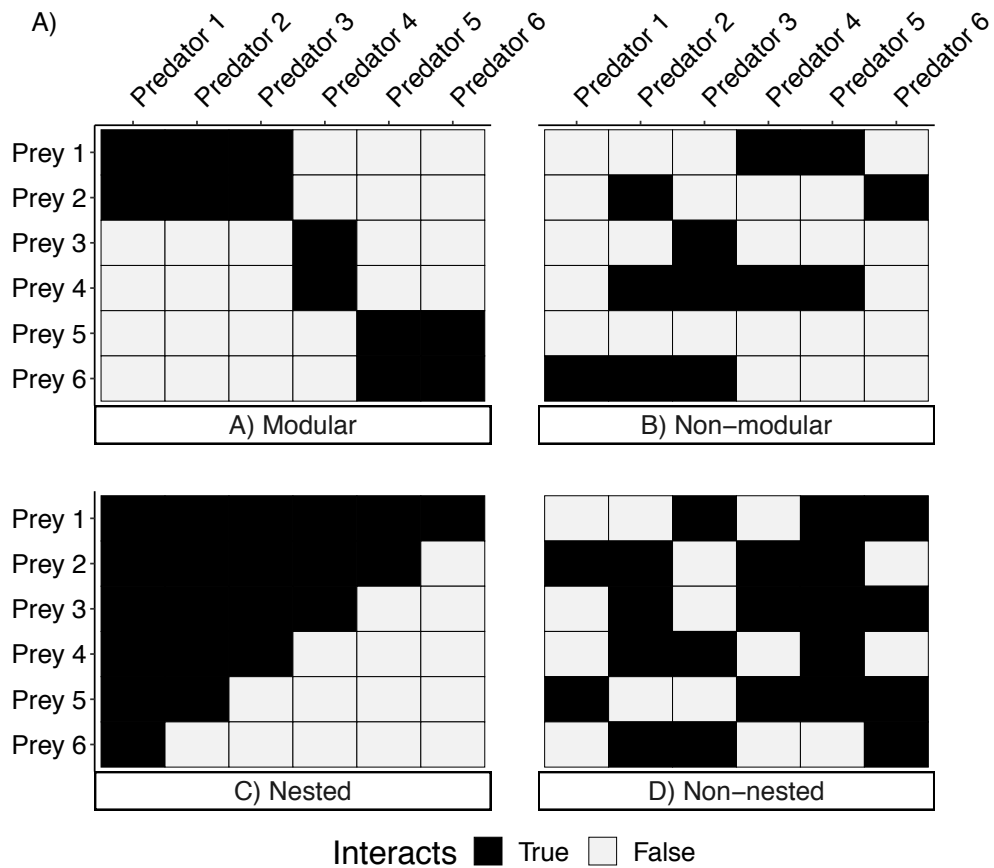 A)
Predator 1 Predator 2 Predator 3 Predator 4 Predator 5 Predator 6
Predator 1 Predator 2 Predator 3 Predator 4 Predator 5 Predator 6
Prey 1
Prey 2
Prey 3
Prey 4
Prey 5
Prey 6
A) Modular
B) Non−modular
Prey 1
Prey 2
Prey 3
Prey 4
Prey 5
Prey 6
C) Nested
D) Non−nested
Interacts True False